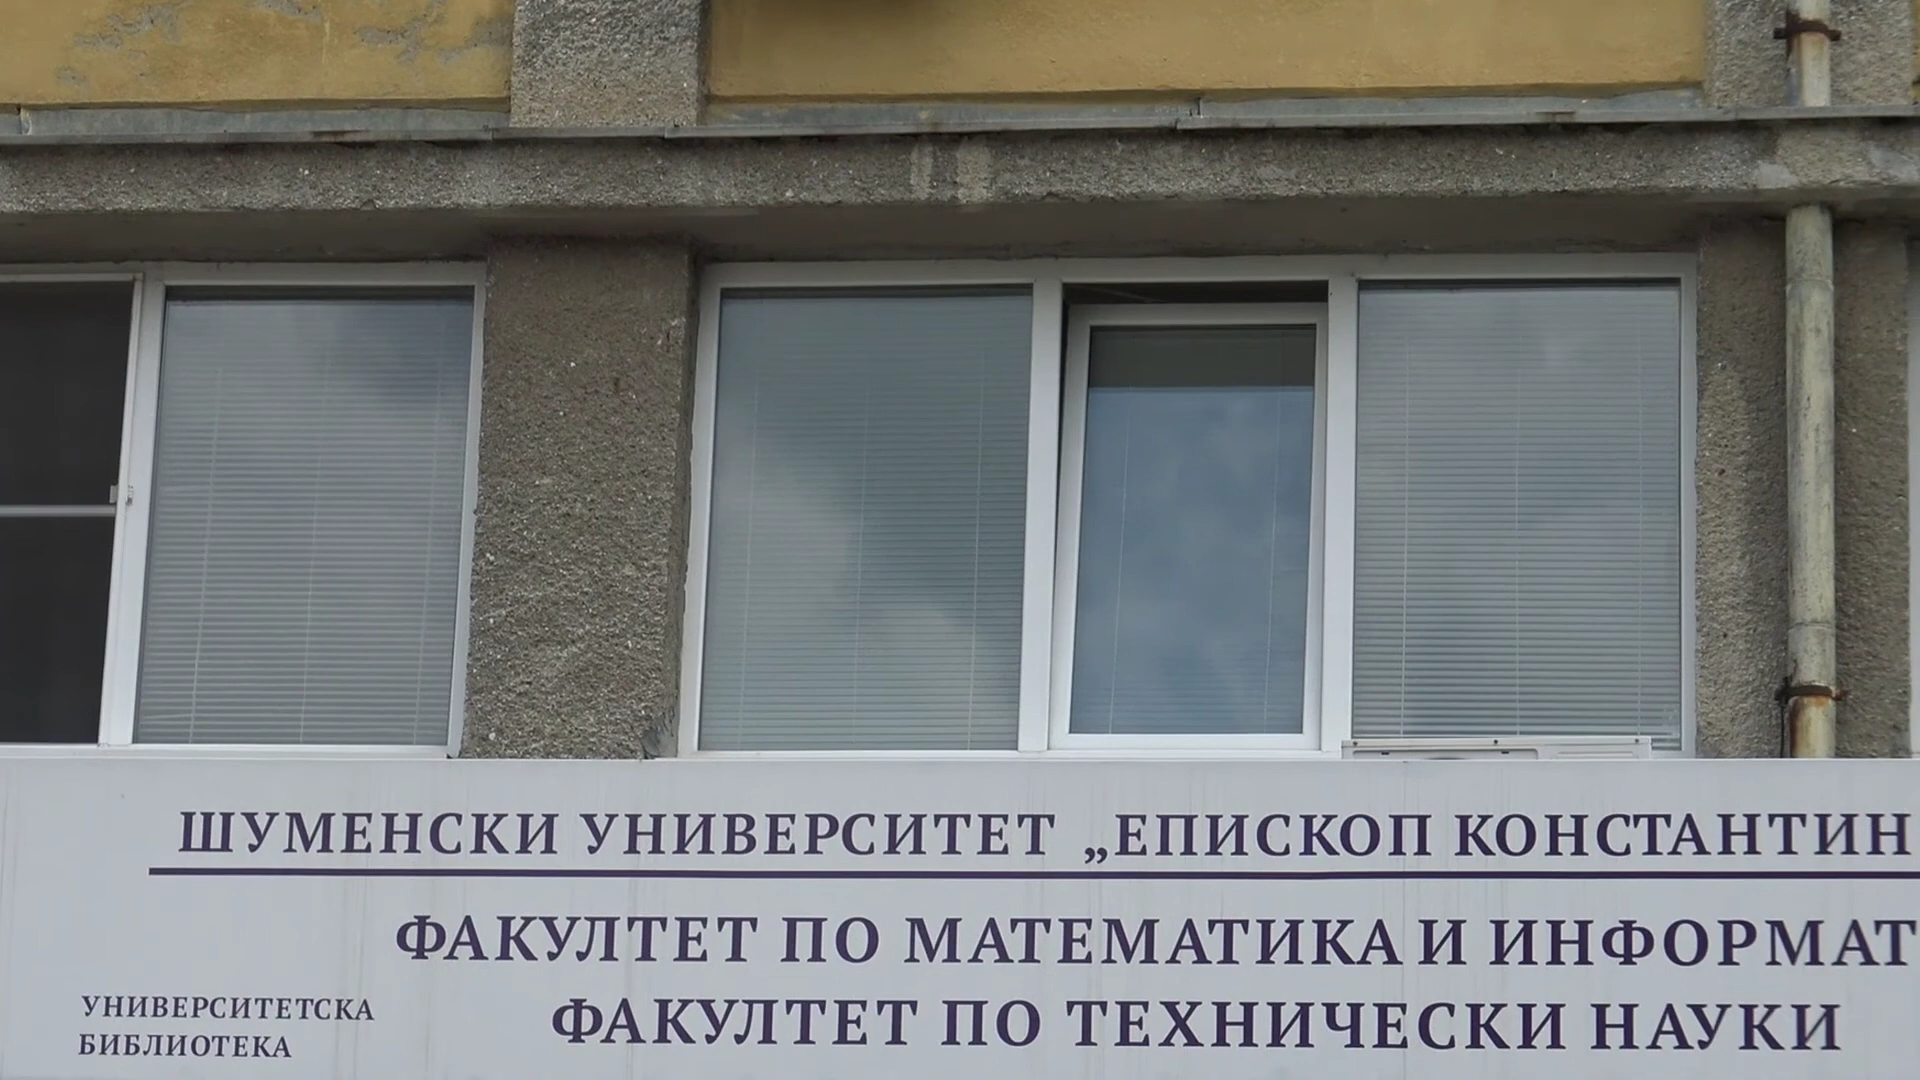 ШУМЕНСКИ УНИВЕРСИТЕТ „ЕПИСКОП КОНСТАНТИН
ФАКУЛТЕТ ПО МАТЕМАТИКА И ИНФОРМАТ
ФАКУЛТЕТ ПО ТЕХНИЧЕСКИ НАУКИ
УНИВЕРСИТЕТСКА
БИБЛИОТЕКА